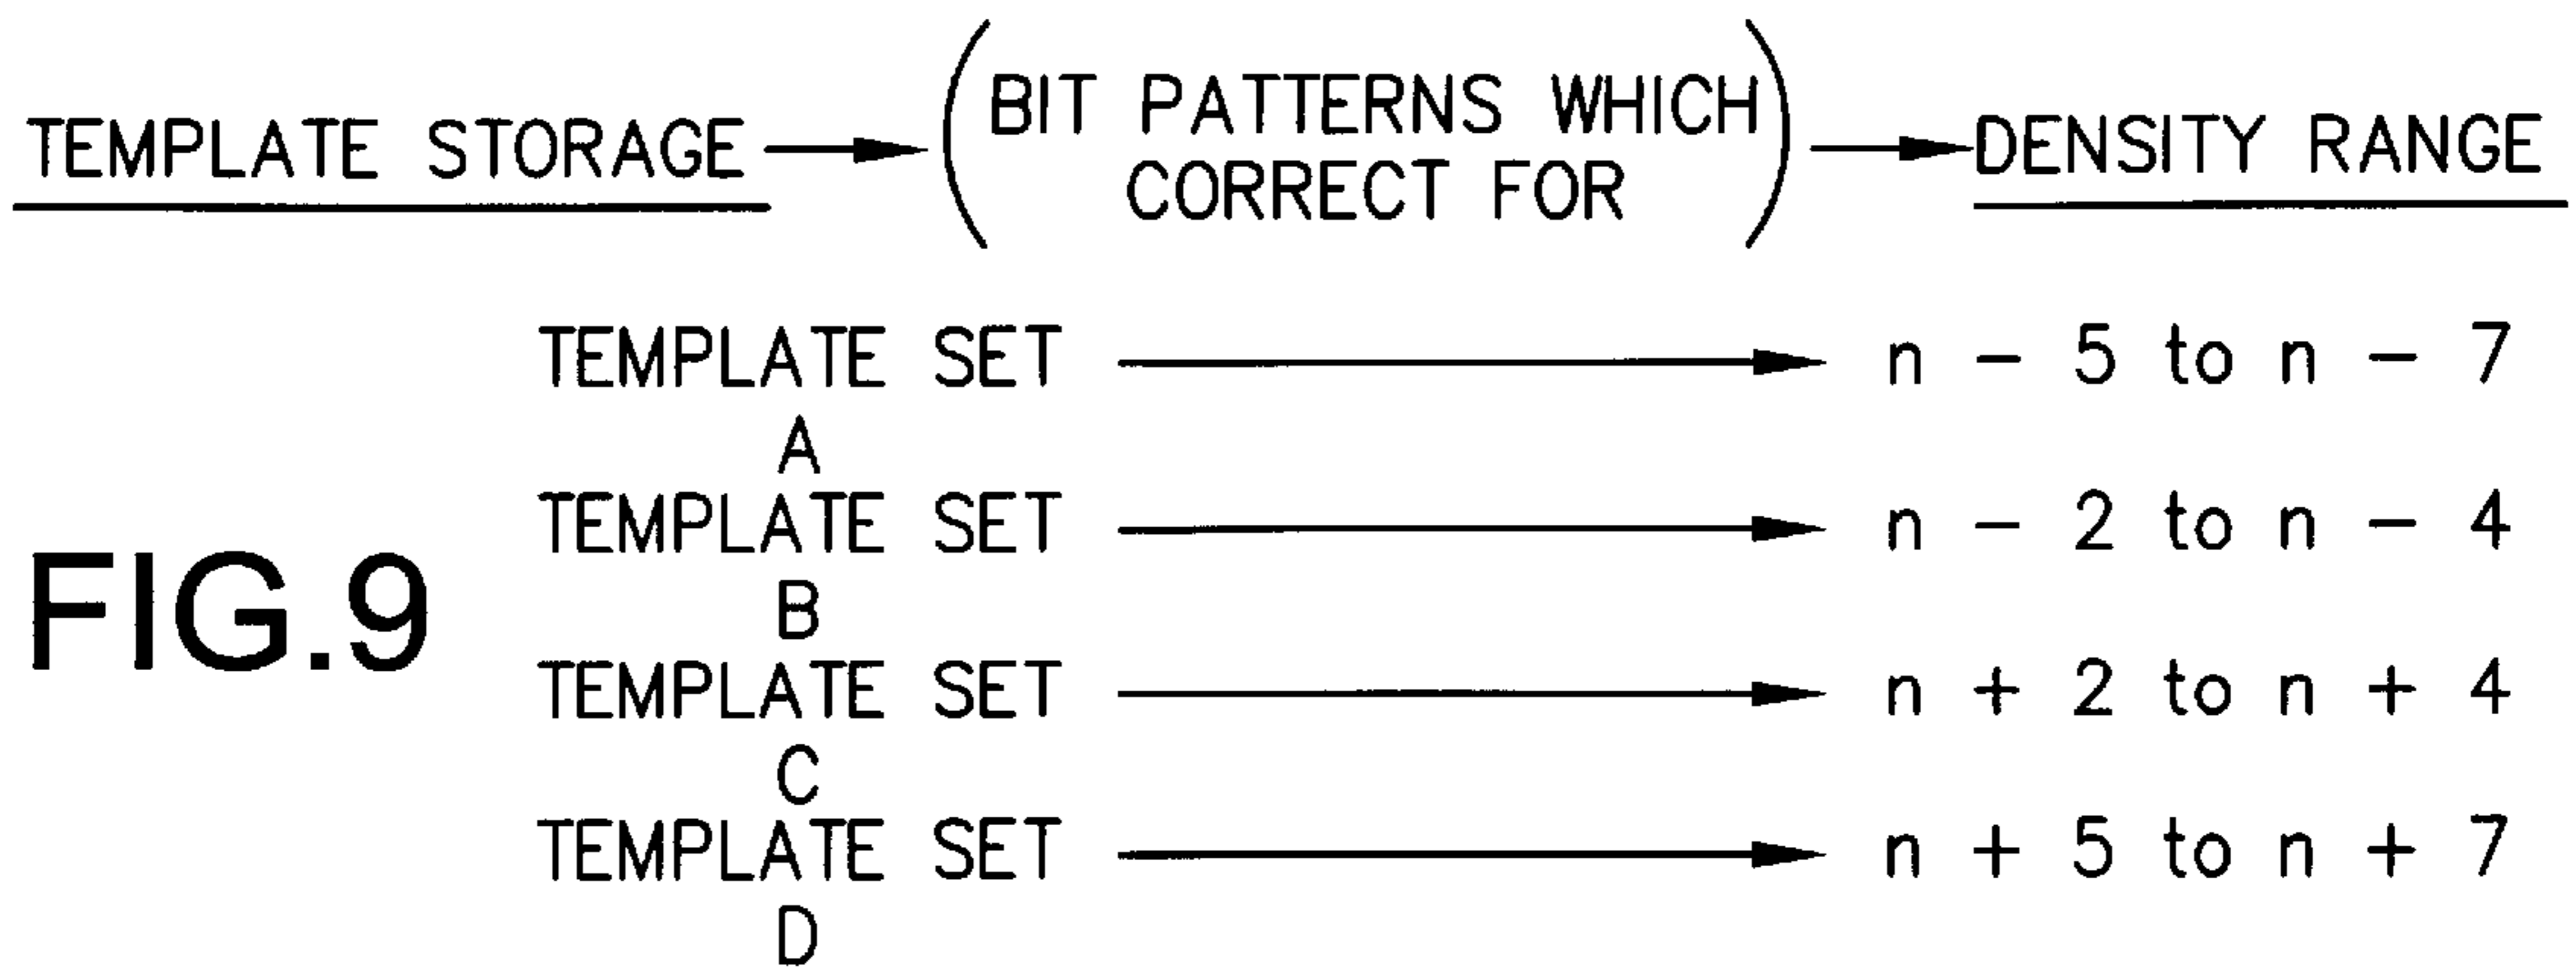 TEMPLATE STORAGE → (BIT PATTERNS WHICH CORRECT FOR) → DENSITY RANGE
TEMPLATE SET A → n - 5 to n - 7
TEMPLATE SET B → n - 2 to n - 4
TEMPLATE SET C → n + 2 to n + 4
TEMPLATE SET D → n + 5 to n + 7
FIG.9